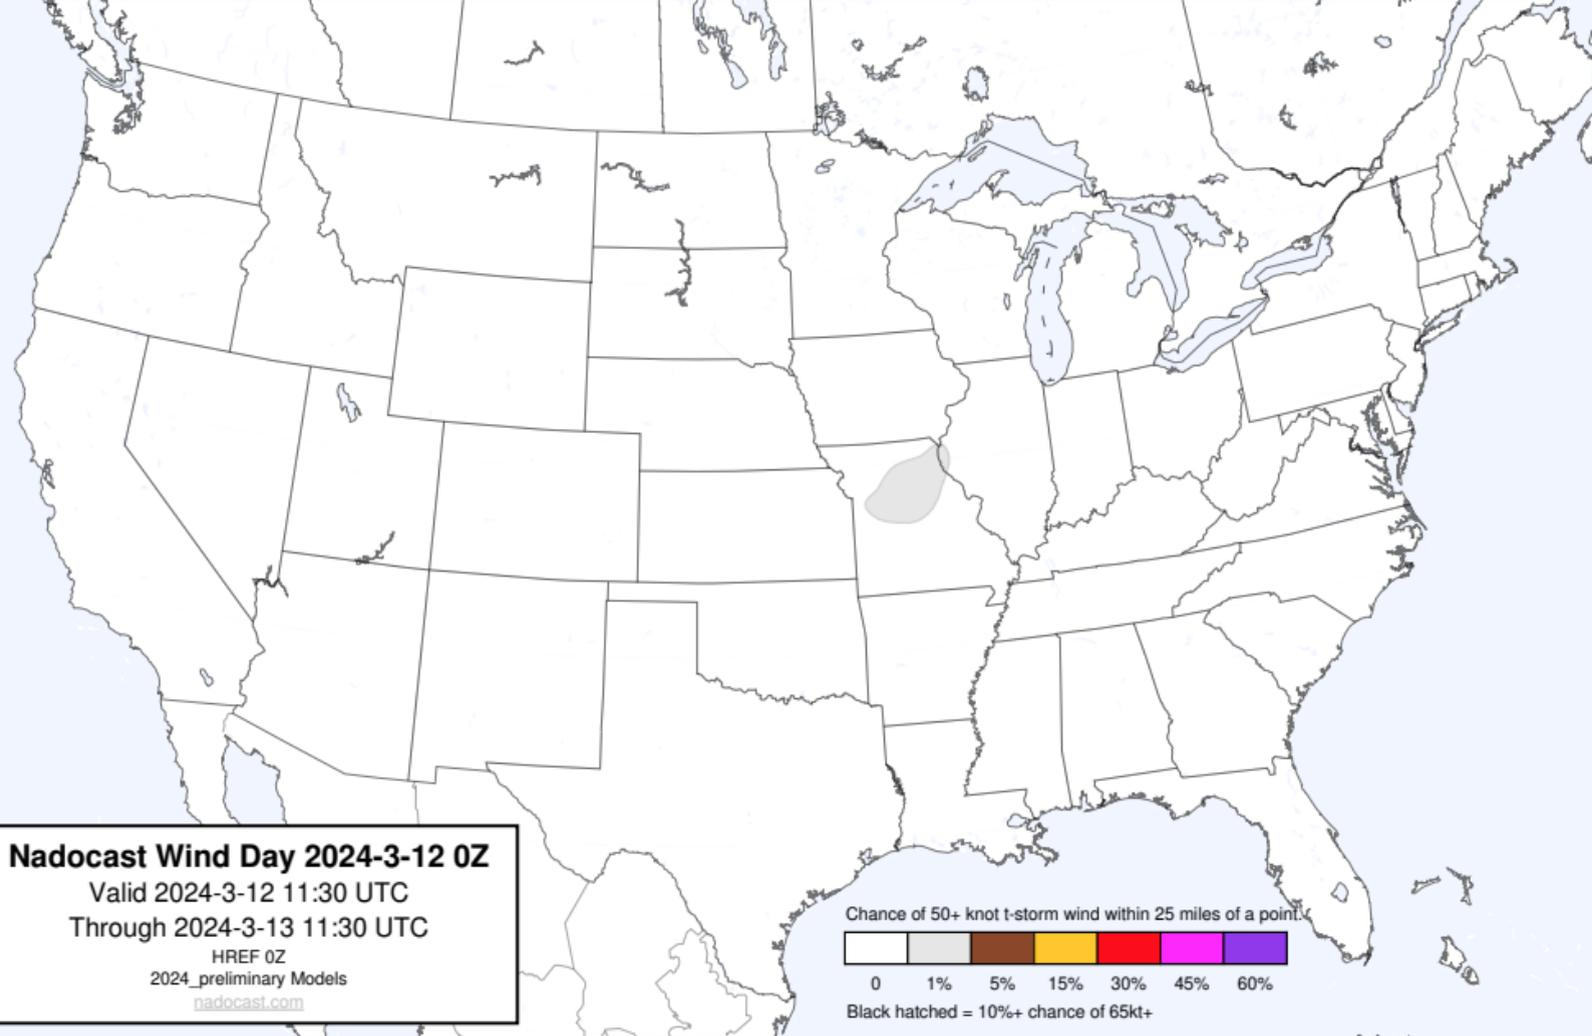 Nadocast Wind Day 2024-3-12 0Z
Valid 2024-3-12 11:30 UTC
Through 2024-3-13 11:30 UTC
HREF 0Z
2024_preliminary Models
nadocast.com
Chance of 50+ knot t-storm wind within 25 miles of a point.
0 1% 5% 15% 30% 45% 60%
Black hatched = 10%+ chance of 65kt+